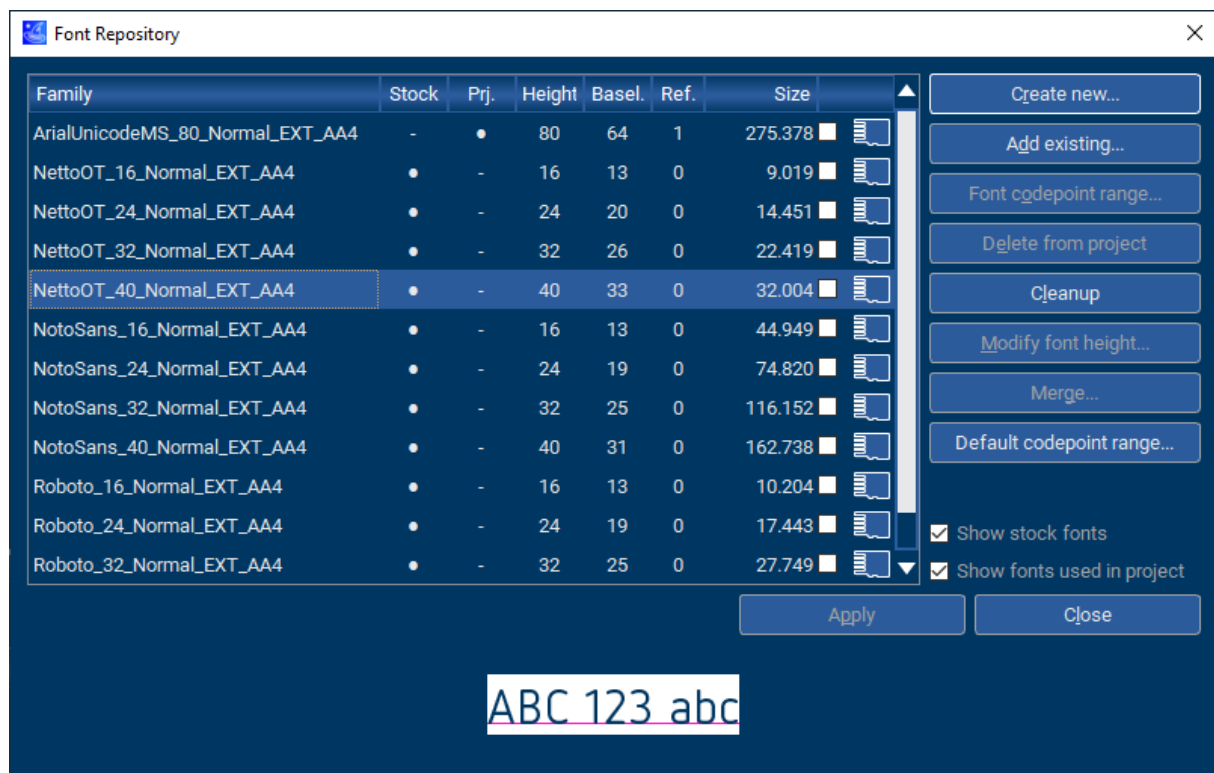 Font Repository
Family Stock Prj. Height Basel. Ref. Size
ArialUnicodeMS_80_Normal_EXT_AA4 - ● 80 64 1 275.378
NettoOT_16_Normal_EXT_AA4 ● - 16 13 0 9.019
NettoOT_24_Normal_EXT_AA4 ● - 24 20 0 14.451
NettoOT_32_Normal_EXT_AA4 ● - 32 26 0 22.419
NettoOT_40_Normal_EXT_AA4 ● - 40 33 0 32.004
NotoSans_16_Normal_EXT_AA4 ● - 16 13 0 44.949
NotoSans_24_Normal_EXT_AA4 ● - 24 19 0 74.820
NotoSans_32_Normal_EXT_AA4 ● - 32 25 0 116.152
NotoSans_40_Normal_EXT_AA4 ● - 40 31 0 162.738
Roboto_16_Normal_EXT_AA4 ● - 16 13 0 10.204
Roboto_24_Normal_EXT_AA4 ● - 24 19 0 17.443
Roboto_32_Normal_EXT_AA4 ● - 32 25 0 27.749
Create new...
Add existing...
Font codepoint range...
Delete from project
Cleanup
Modify font height...
Merge...
Default codepoint range...
Show stock fonts
Show fonts used in project
Apply
Close
ABC 123 abc